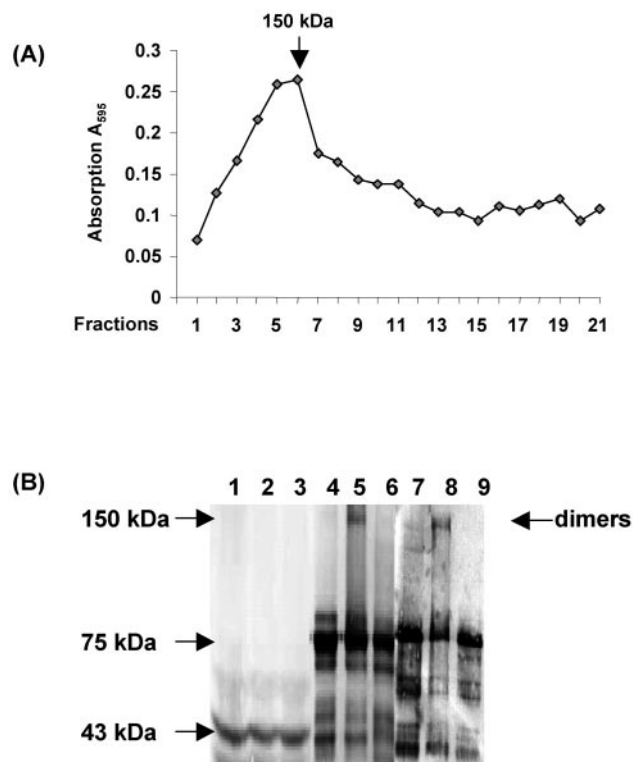 150 kDa
(A)
0.3
0.25
0.2
0.15
0.1
0.05
0
Absorption A595
Fractions 1 3 5 7 9 11 13 15 17 19 21
(B)
1 2 3 4 5 6 7 8 9
150 kDa
dimers
75 kDa
43 kDa